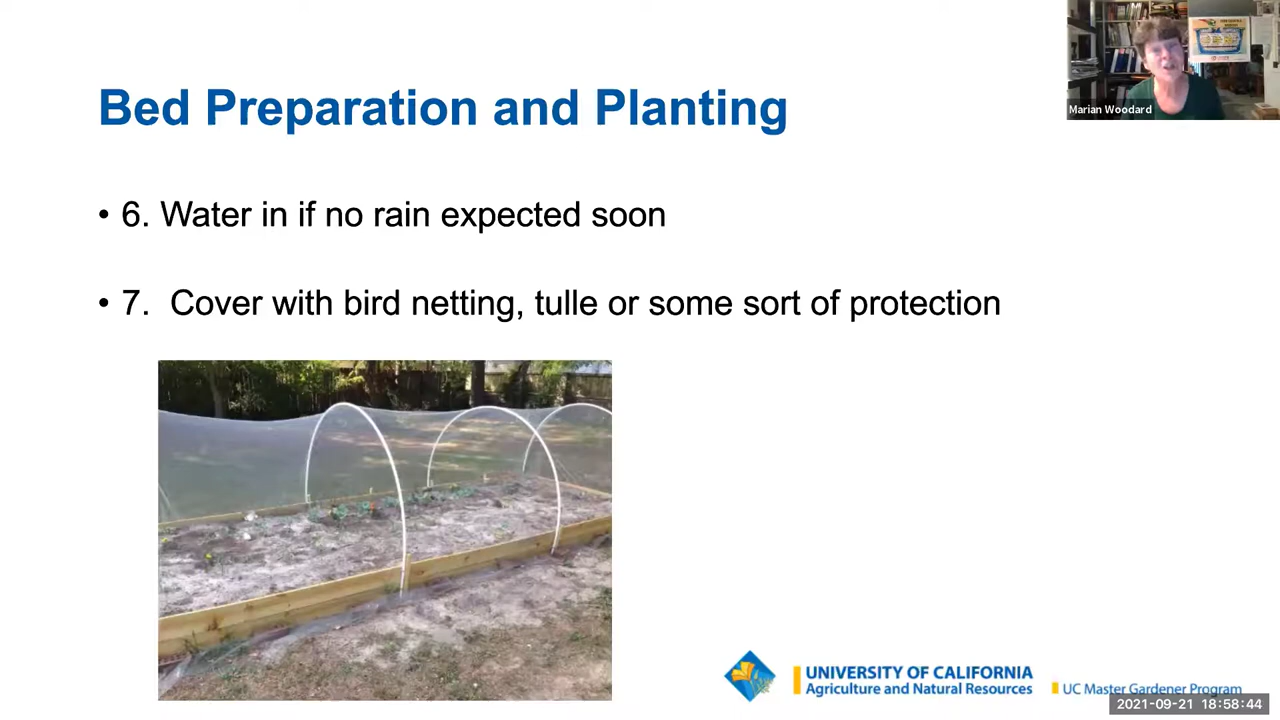 Bed Preparation and Planting
Marian Woodard
• 6. Water in if no rain expected soon
• 7. Cover with bird netting, tulle or some sort of protection
UNIVERSITY OF CALIFORNIA
Agriculture and Natural Resources
UC Master Gardener Program
2021-09-21 18:58:44